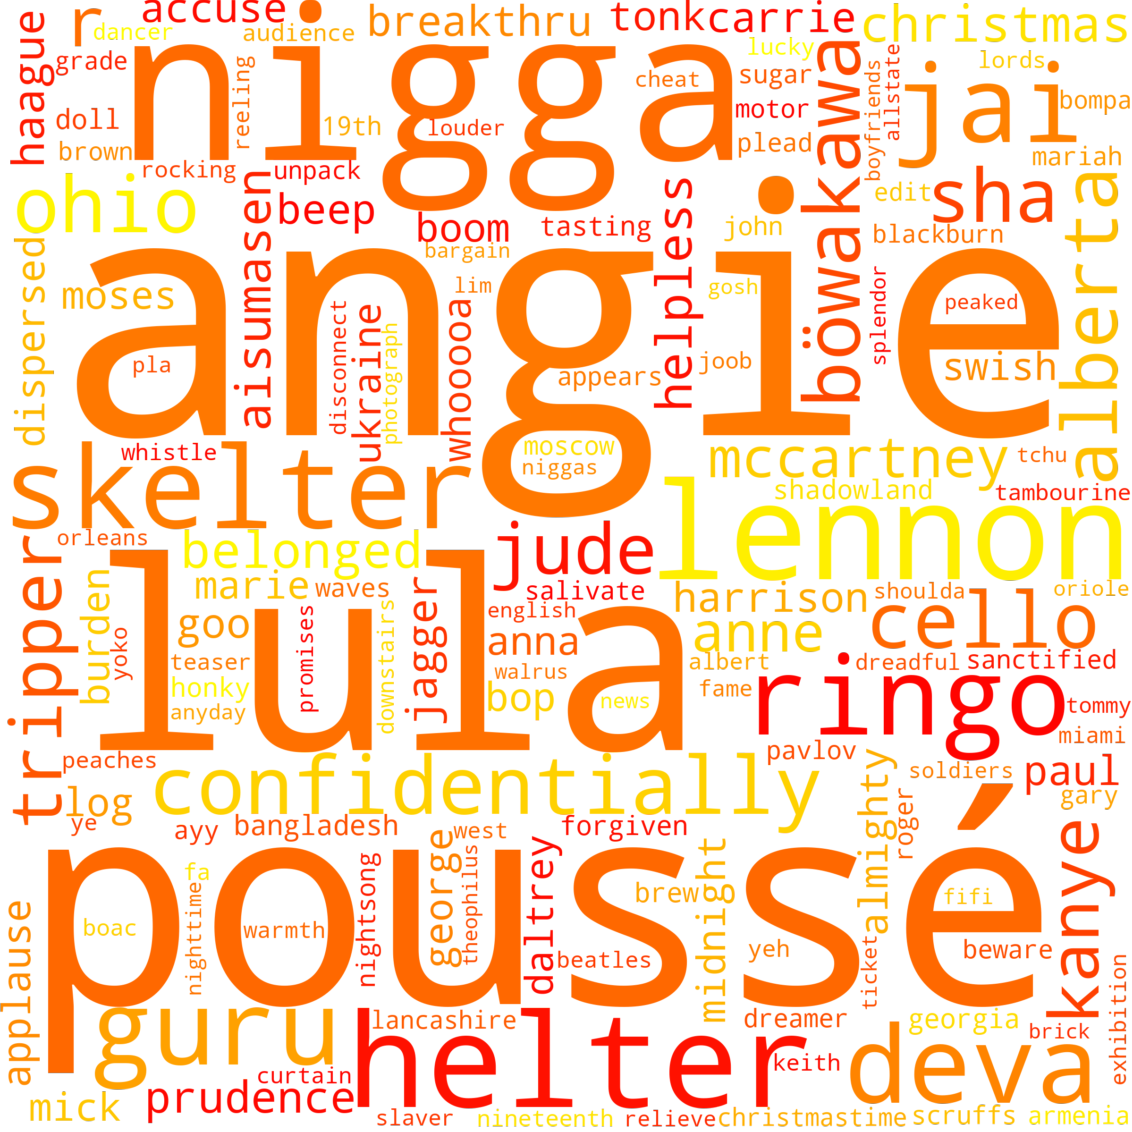 accuse
breakthru
tonkcarrie
christmas
r
dancer
audience
nigga
lucky
lords
haague
grade
reeling
cheat
sugar
böwakawa
boyfriends
allstate
jai
bompa
doll
19th
louder
motor
brown
plead
mariah
rocking
unpack
ohio
aisumasen
beep
boom
tasting
helpless
john
edit
sha
alberta
blackburn
dispersed
moses
angie
bargain
lim
gosh
splendor
peaked
disconnect
ukraine
photograph
whoooooa
pla
appears
joob
swish
whistle
moscow
niggas
mccartney
tchu
skelter
shadowland
tambourine
lennon
tripper
orleans
belonged
jude
burden
marie
waves
jagger
salivate
harrison
shoulda
oriole
lula
yoko
goo
promises
downstairs
english
anna
anne
cello
teaser
walrus
albert
dreadful
sanctified
honky
bop
news
fame
ringo
anyday
tommy
miami
peaches
confidentially
pavlov
almighty
soldiers
paul
log
gary
ye
ayy
bangladesh
george
west
theophilus
forgiven
daltrey
midnight
roger
kanye
poussé
applause
fa
nighttime
nightsong
brew
fifi
boac
warmth
beatles
yeh
ticket
beware
exhibition
guru
lancashire
helter
dreamer
georgia
deva
brick
mick
prudence
curtain
keith
slaver
nineteenth
relieve
christmastime
scruffs
armenia